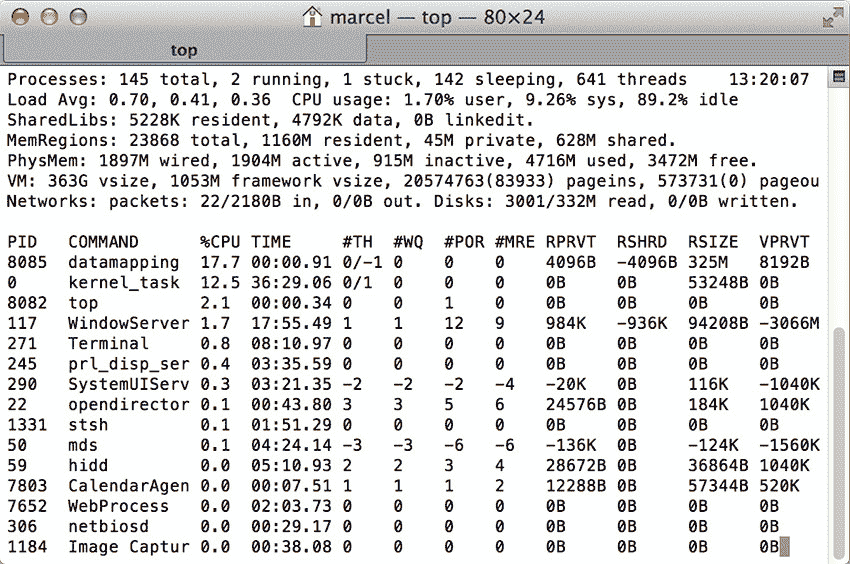 marcel — top — 80×24
top
Processes: 145 total, 2 running, 1 stuck, 142 sleeping, 641 threads 13:20:07
Load Avg: 0.70, 0.41, 0.36 CPU usage: 1.70% user, 9.26% sys, 89.2% idle
SharedLibs: 5228K resident, 4792K data, 0B linkedit.
MemRegions: 23868 total, 1160M resident, 45M private, 628M shared.
PhysMem: 1897M wired, 1904M active, 915M inactive, 4716M used, 3472M free.
VM: 363G vsize, 1053M framework vsize, 20574763(83933) pageins, 573731(0) pageou
Networks: packets: 22/2180B in, 0/0B out. Disks: 3001/332M read, 0/0B written.
PID COMMAND %CPU TIME #TH #WQ #POR #MRE RPRVT RSHRD RSIZE VPRVT
8085 datamapping 17.7 00:00.91 0/-1 0 0 0 4096B -4096B 325M 8192B
0 kernel_task 12.5 36:29.06 0/1 0 0 0 0B 0B 53248B 0B
8082 top 2.1 00:00.34 0 0 1 0 0B 0B 0B 0B
117 WindowServer 1.7 17:55.49 1 1 12 9 984K -936K 94208B -3066M
271 Terminal 0.8 08:10.97 0 0 0 0 0B 0B 0B 0B
245 prl_disp_ser 0.4 03:35.59 0 0 0 0 0B 0B 0B 0B
290 SystemUIServ 0.3 03:21.35 -2 -2 -2 -4 -20K 0B 116K -1040K
22 opendirector 0.1 00:43.80 3 3 5 6 24576B 0B 184K 1040K
1331 stsh 0.1 01:51.29 0 0 0 0 0B 0B 0B 0B
50 mds 0.1 04:24.14 -3 -3 -6 -6 -136K 0B -124K -1560K
59 hidd 0.0 05:10.93 2 2 3 4 28672B 0B 36864B 1040K
7803 CalendarAgen 0.0 00:07.51 1 1 1 2 12288B 0B 57344B 520K
7652 WebProcess 0.0 02:03.73 0 0 0 0 0B 0B 0B 0B
306 netbiosd 0.0 00:29.17 0 0 0 0 0B 0B 0B 0B
1184 Image Captur 0.0 00:38.08 0 0 0 0 0B 0B 0B 0B